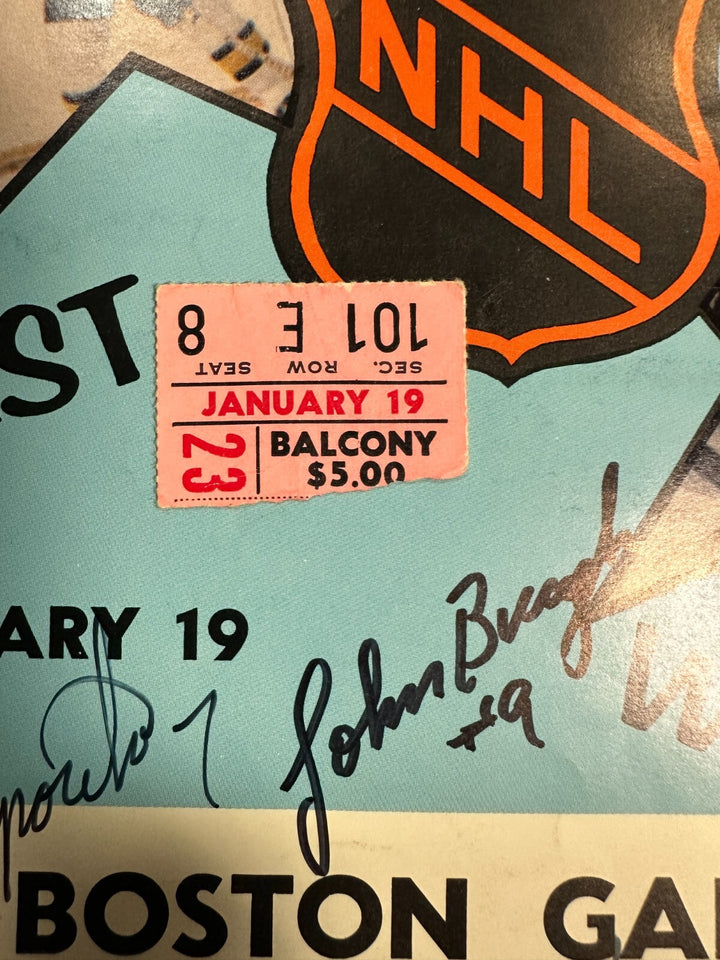 NHL
ST
8 E 101
SEAT ROW SEC.
JANUARY 19
23 BALCONY
$5.00
ARY 19
John Bucyk
#9
BOSTON GA